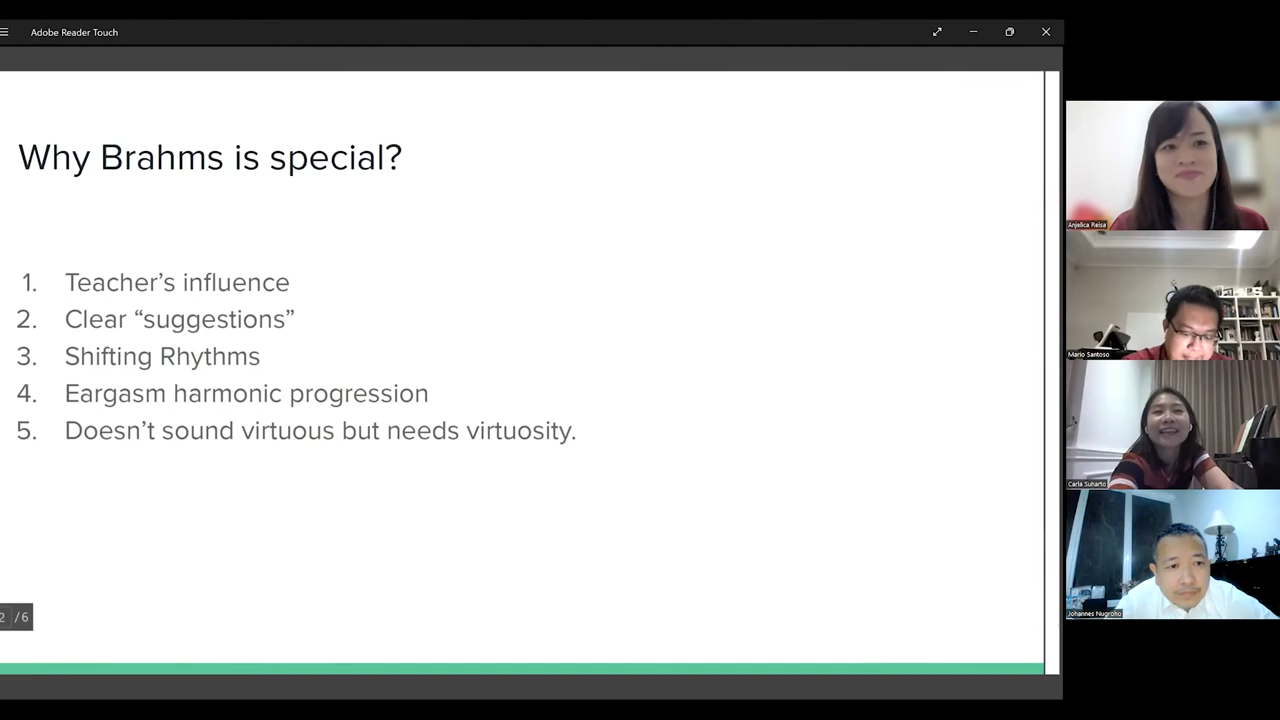 Adobe Reader Touch
Why Brahms is special?
1. Teacher’s influence
2. Clear “suggestions”
3. Shifting Rhythms
4. Eargasm harmonic progression
5. Doesn’t sound virtuous but needs virtuosity.
2 / 6
Anjelica Reisa
Mario Santoso
Carla Suharto
Johannes Nugroho